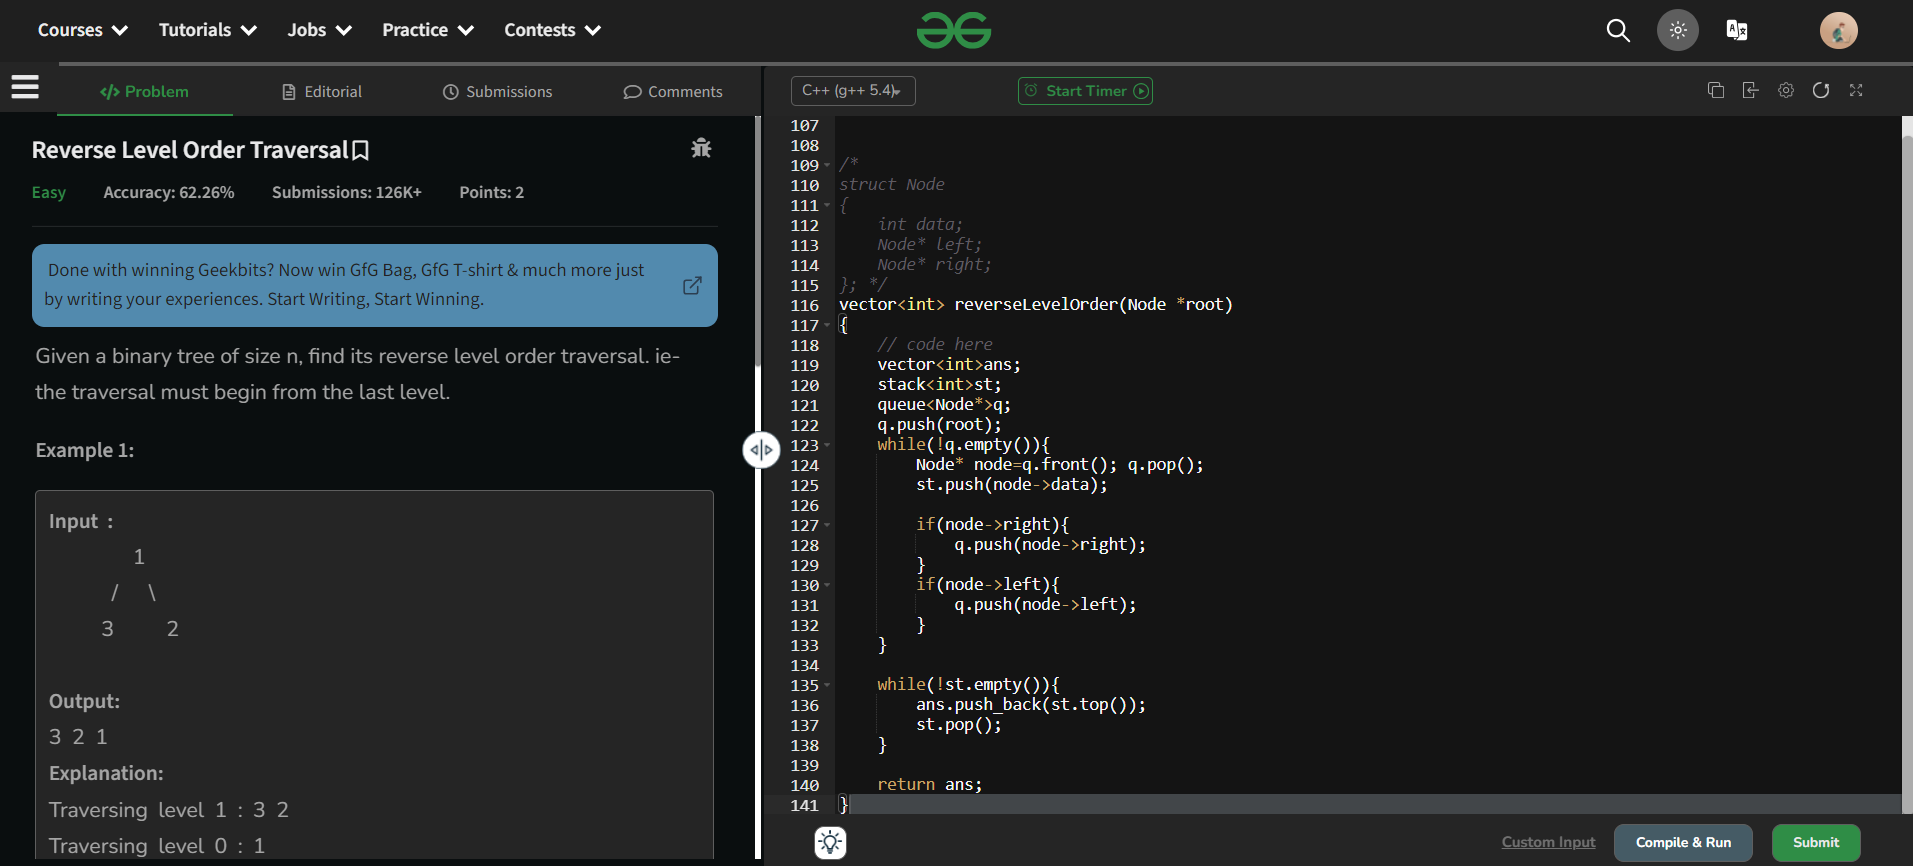 Courses Tutorials Jobs Practice Contests
</> Problem Editorial Submissions Comments
Reverse Level Order Traversal
Easy Accuracy: 62.26% Submissions: 126K+ Points: 2
Done with winning Geekbits? Now win GfG Bag, GfG T-shirt & much more just
by writing your experiences. Start Writing, Start Winning.
Given a binary tree of size n, find its reverse level order traversal. ie-
the traversal must begin from the last level.
Example 1:
Input :
1
/ \
3 2
Output:
3 2 1
Explanation:
Traversing level 1 : 3 2
Traversing level 0 : 1
C++ (g++ 5.4) Start Timer
107
108
109 /*
110 struct Node
111 {
112     int data;
113     Node* left;
114     Node* right;
115 }; */
116 vector<int> reverseLevelOrder(Node *root)
117 {
118     // code here
119     vector<int>ans;
120     stack<int>st;
121     queue<Node*>q;
122     q.push(root);
123     while(!q.empty()){
124         Node* node=q.front(); q.pop();
125         st.push(node->data);
126
127         if(node->right){
128             q.push(node->right);
129         }
130         if(node->left){
131             q.push(node->left);
132         }
133     }
134
135     while(!st.empty()){
136         ans.push_back(st.top());
137         st.pop();
138     }
139
140     return ans;
141 }
Custom Input Compile & Run Submit